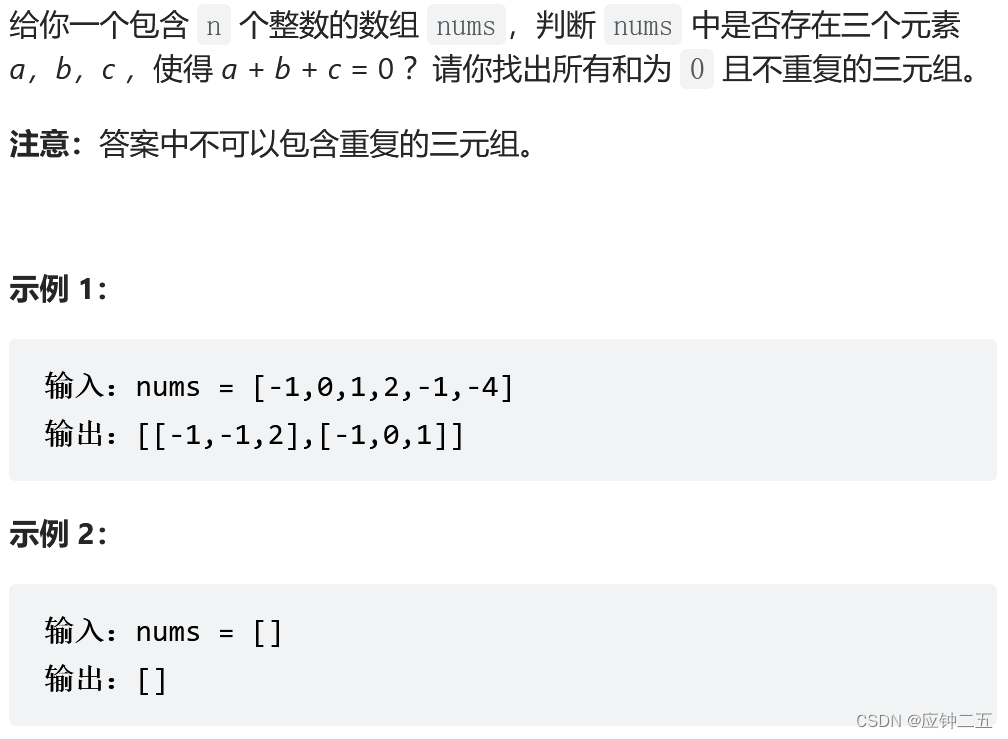 给你一个包含 n 个整数的数组 nums，判断 nums 中是否存在三个元素
a，b，c ，使得 a + b + c = 0 ？请你找出所有和为 0 且不重复的三元组。
注意：答案中不可以包含重复的三元组。
示例 1：
输入：nums = [-1,0,1,2,-1,-4]
输出：[[-1,-1,2],[-1,0,1]]
示例 2：
输入：nums = []
输出：[]
CSDN @应钟二五